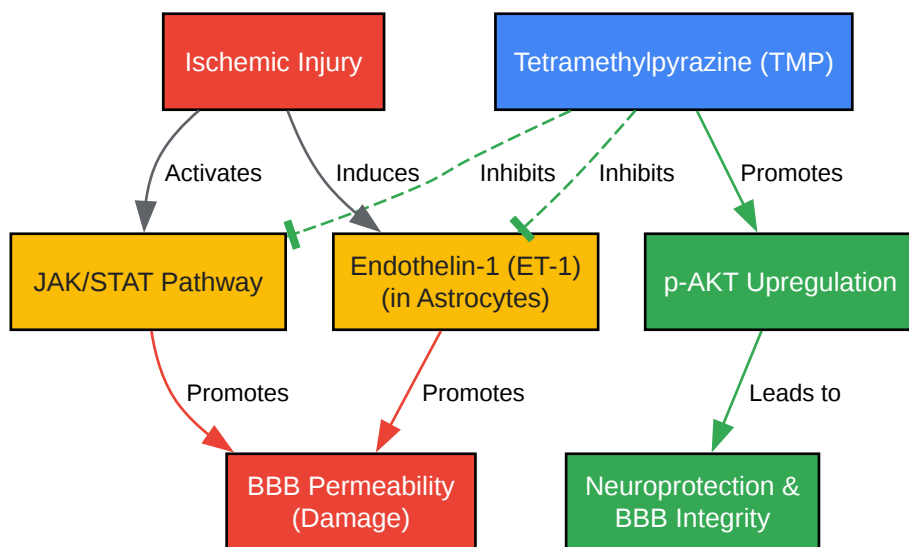 Ischemic Injury
Tetramethylpyrazine (TMP)
Activates
Induces
Inhibits
Inhibits
Promotes
JAK/STAT Pathway
Endothelin-1 (ET-1)
(in Astrocytes)
p-AKT Upregulation
Promotes
Promotes
Leads to
BBB Permeability
(Damage)
Neuroprotection &
BBB Integrity